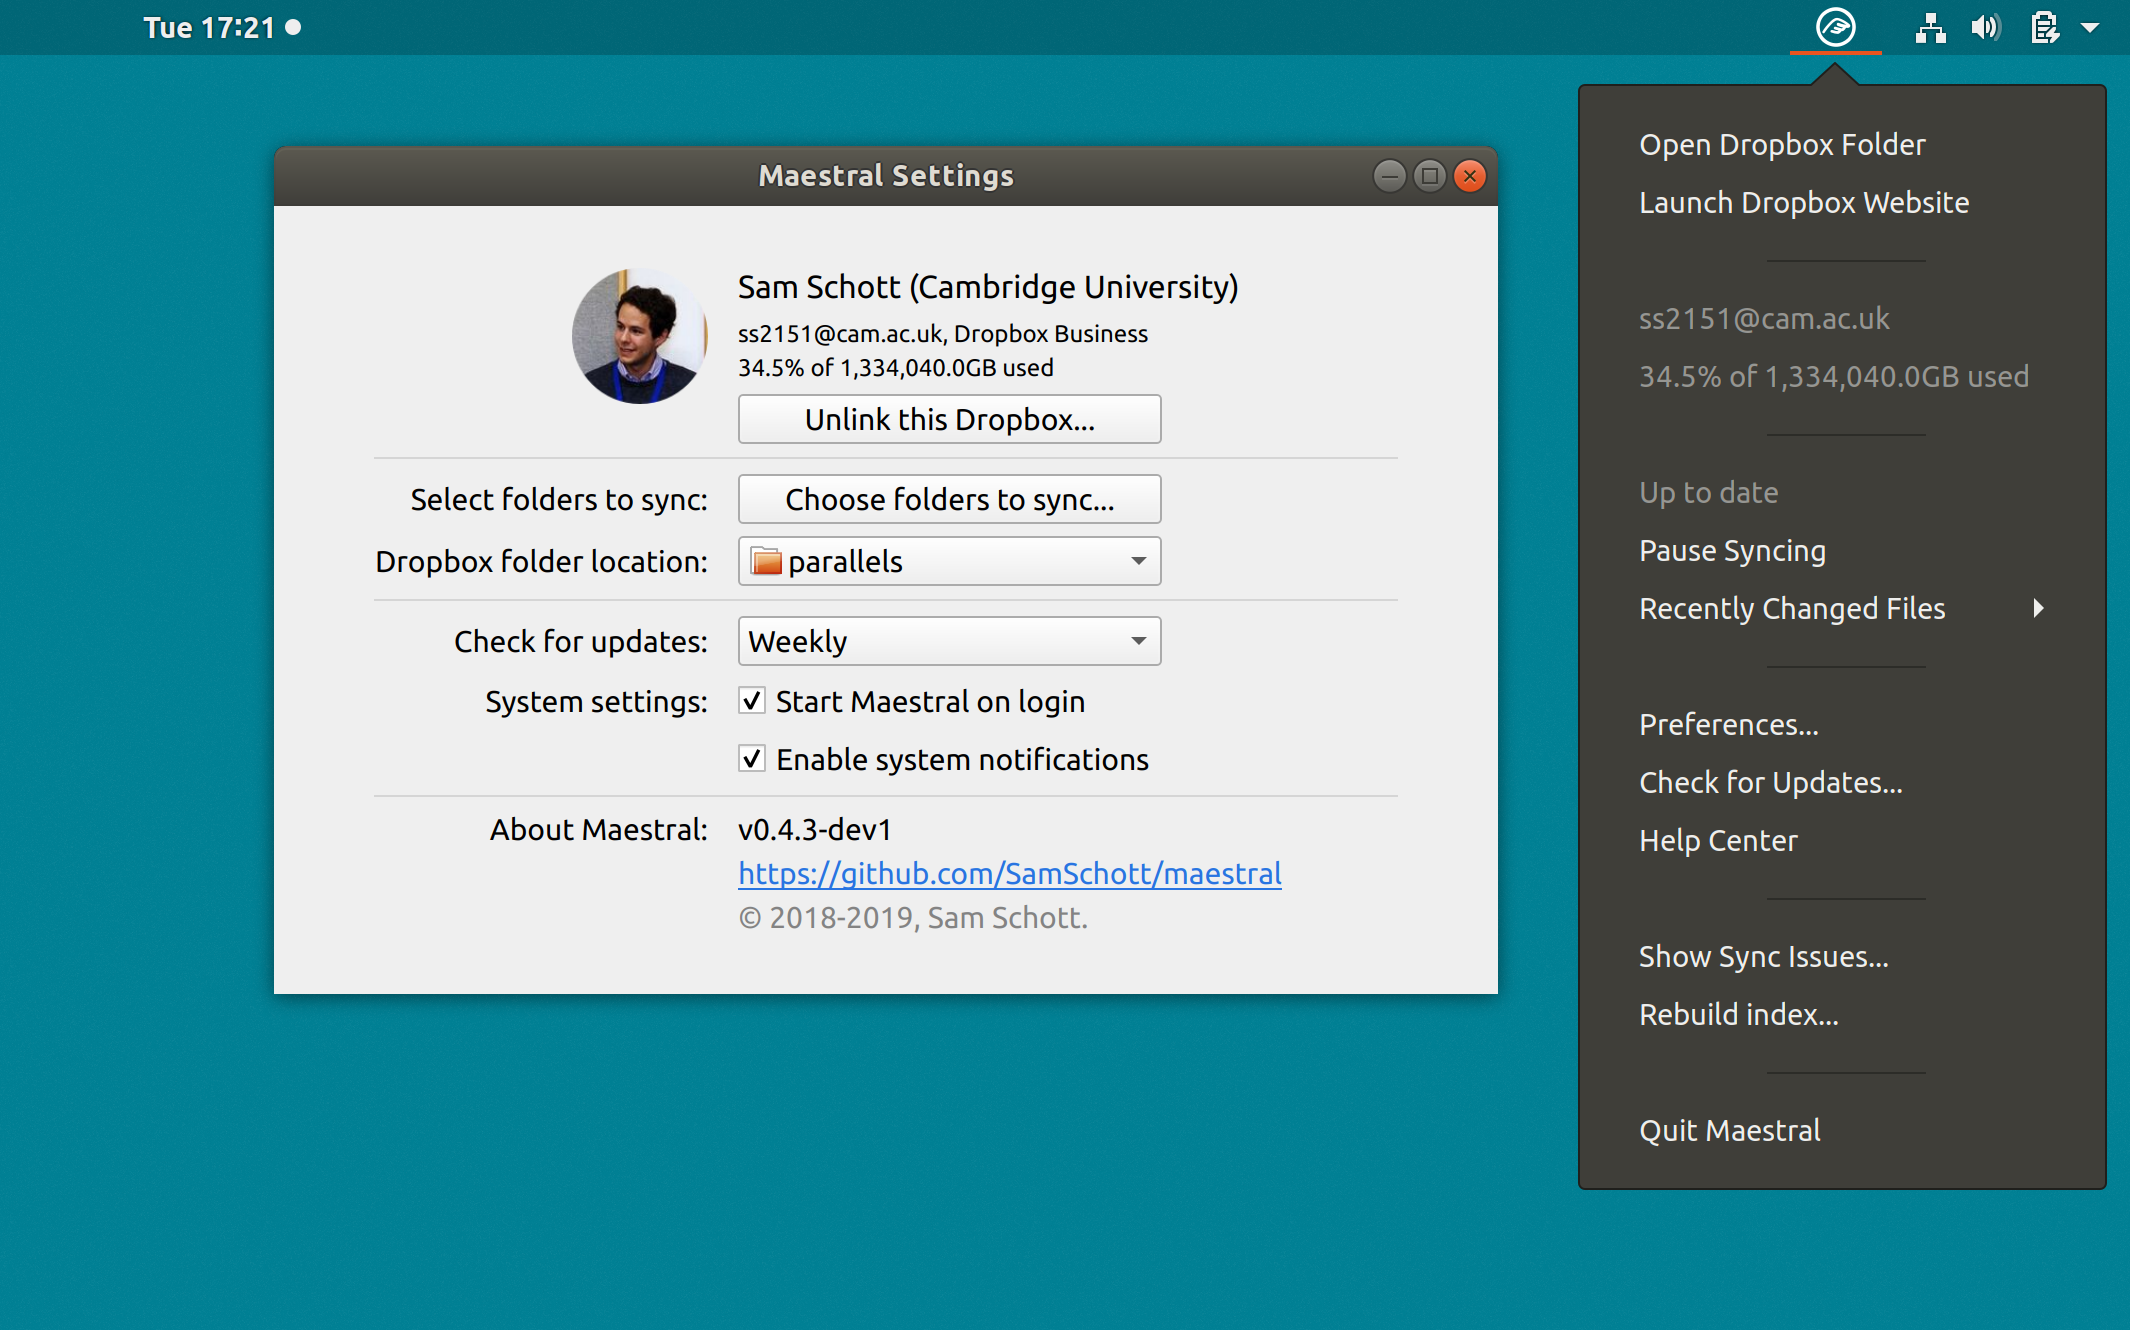 Tue 17:21
Maestral Settings
Sam Schott (Cambridge University)
ss2151@cam.ac.uk, Dropbox Business
34.5% of 1,334,040.0GB used
Unlink this Dropbox...
Select folders to sync: Choose folders to sync...
Dropbox folder location: parallels
Check for updates: Weekly
System settings: Start Maestral on login
Enable system notifications
About Maestral: v0.4.3-dev1
https://github.com/SamSchott/maestral
© 2018-2019, Sam Schott.
Open Dropbox Folder
Launch Dropbox Website
ss2151@cam.ac.uk
34.5% of 1,334,040.0GB used
Up to date
Pause Syncing
Recently Changed Files
Preferences...
Check for Updates...
Help Center
Show Sync Issues...
Rebuild index...
Quit Maestral